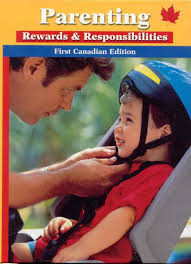 Parenting
Rewards & Responsibilities
First Canadian Edition